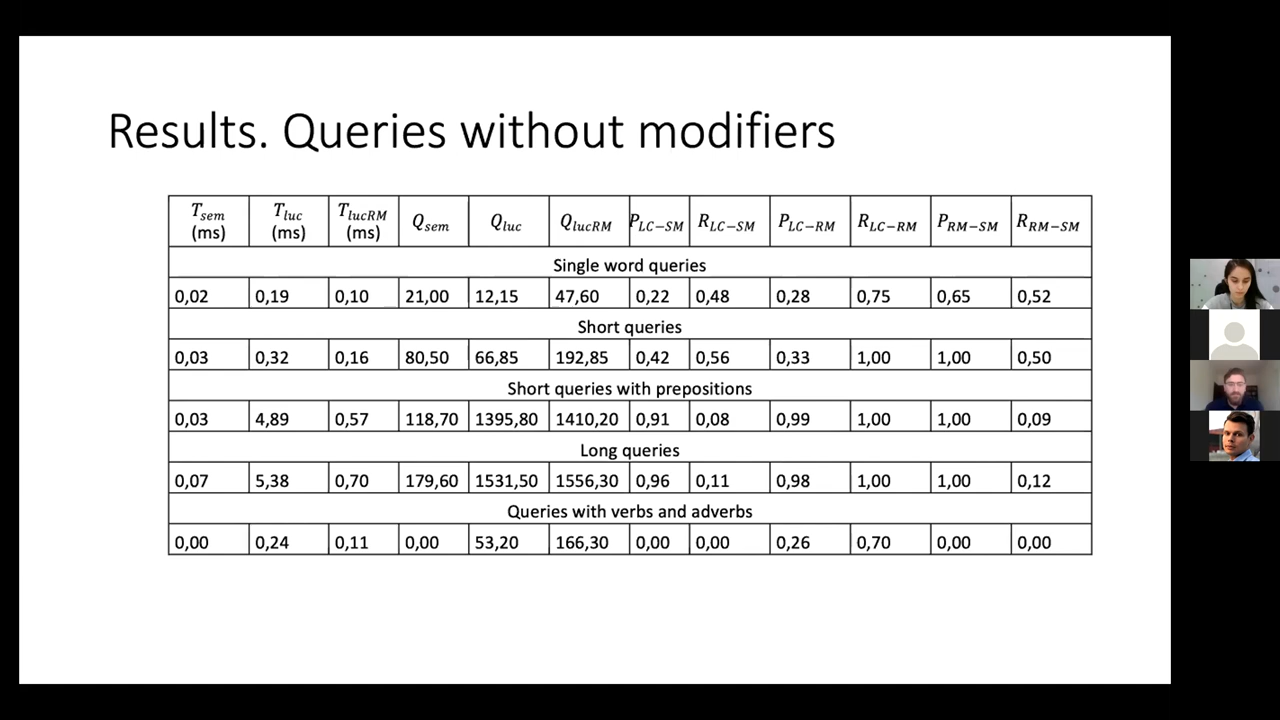 Results. Queries without modifiers
T_sem (ms) T_luc (ms) T_lucRM (ms) Q_sem Q_luc Q_lucRM P_LC−SM R_LC−SM P_LC−RM R_LC−RM P_RM−SM R_RM−SM
Single word queries
0,02 0,19 0,10 21,00 12,15 47,60 0,22 0,48 0,28 0,75 0,65 0,52
Short queries
0,03 0,32 0,16 80,50 66,85 192,85 0,42 0,56 0,33 1,00 1,00 0,50
Short queries with prepositions
0,03 4,89 0,57 118,70 1395,80 1410,20 0,91 0,08 0,99 1,00 1,00 0,09
Long queries
0,07 5,38 0,70 179,60 1531,50 1556,30 0,96 0,11 0,98 1,00 1,00 0,12
Queries with verbs and adverbs
0,00 0,24 0,11 0,00 53,20 166,30 0,00 0,00 0,26 0,70 0,00 0,00